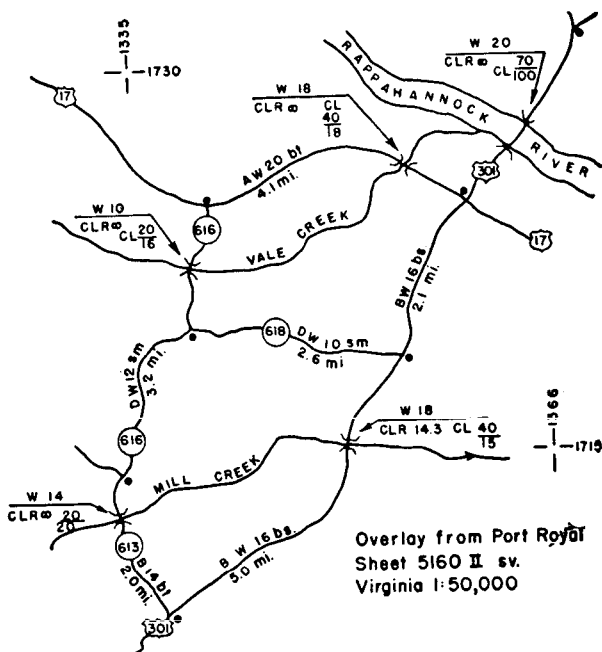 1335
1730
17
W 20
CLR ∞ CL 70/100
RAPPAHANNOCK
RIVER
W 18
CLR ∞ CL 40/18
301
AW 20 bt
4.1 mi.
W 10
CLR ∞ CL 20/16
616
VALE CREEK
17
BW 16 bs
2.1 mi.
618
DW 10 sm
2.6 mi
DW 12 sm
3.2 mi.
W 18
CLR 14.3 CL 40/15
1366
1715
616
MILL CREEK
W 14
CLR ∞ 20/20
613
B 14 bt
2.0 mi.
B W 16 bs
5.0 mi.
301
Overlay from Port Royal
Sheet 5160 II sv.
Virginia 1:50,000